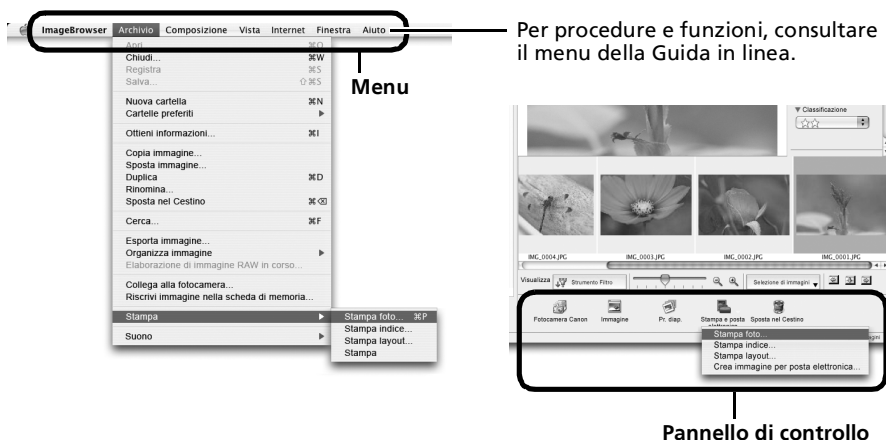 ImageBrowser Archivio Composizione Vista Internet Finestra Aiuto
Apri... ⌘O
Chiudi... ⌘W
Registra ⌘S
Salva... ⇧⌘S
Nuova cartella ⌘N
Cartelle preferiti
Ottieni informazioni... ⌘I
Copia immagine...
Sposta immagine...
Duplica ⌘D
Rinomina...
Sposta nel Cestino ⌘⌫
Cerca... ⌘F
Esporta immagine...
Organizza immagine
Elaborazione di immagine RAW in corso...
Collega alla fotocamera...
Riscrivi immagine nella scheda di memoria...
Stampa
Suono
Stampa foto... ⌘P
Stampa indice...
Stampa layout...
Stampa
Menu
Per procedure e funzioni, consultare
il menu della Guida in linea.
Classificazione
IMG_0004.JPG IMG_0003.JPG IMG_0002.JPG IMG_0001.JPG
Visualizza Strumento Filtro Selezione di immagini
Fotocamera Canon Immagine Pr. diap. Stampa e posta elettronica Sposta nel Cestino
Stampa foto...
Stampa indice...
Stampa layout...
Crea immagine per posta elettronica...
Pannello di controllo